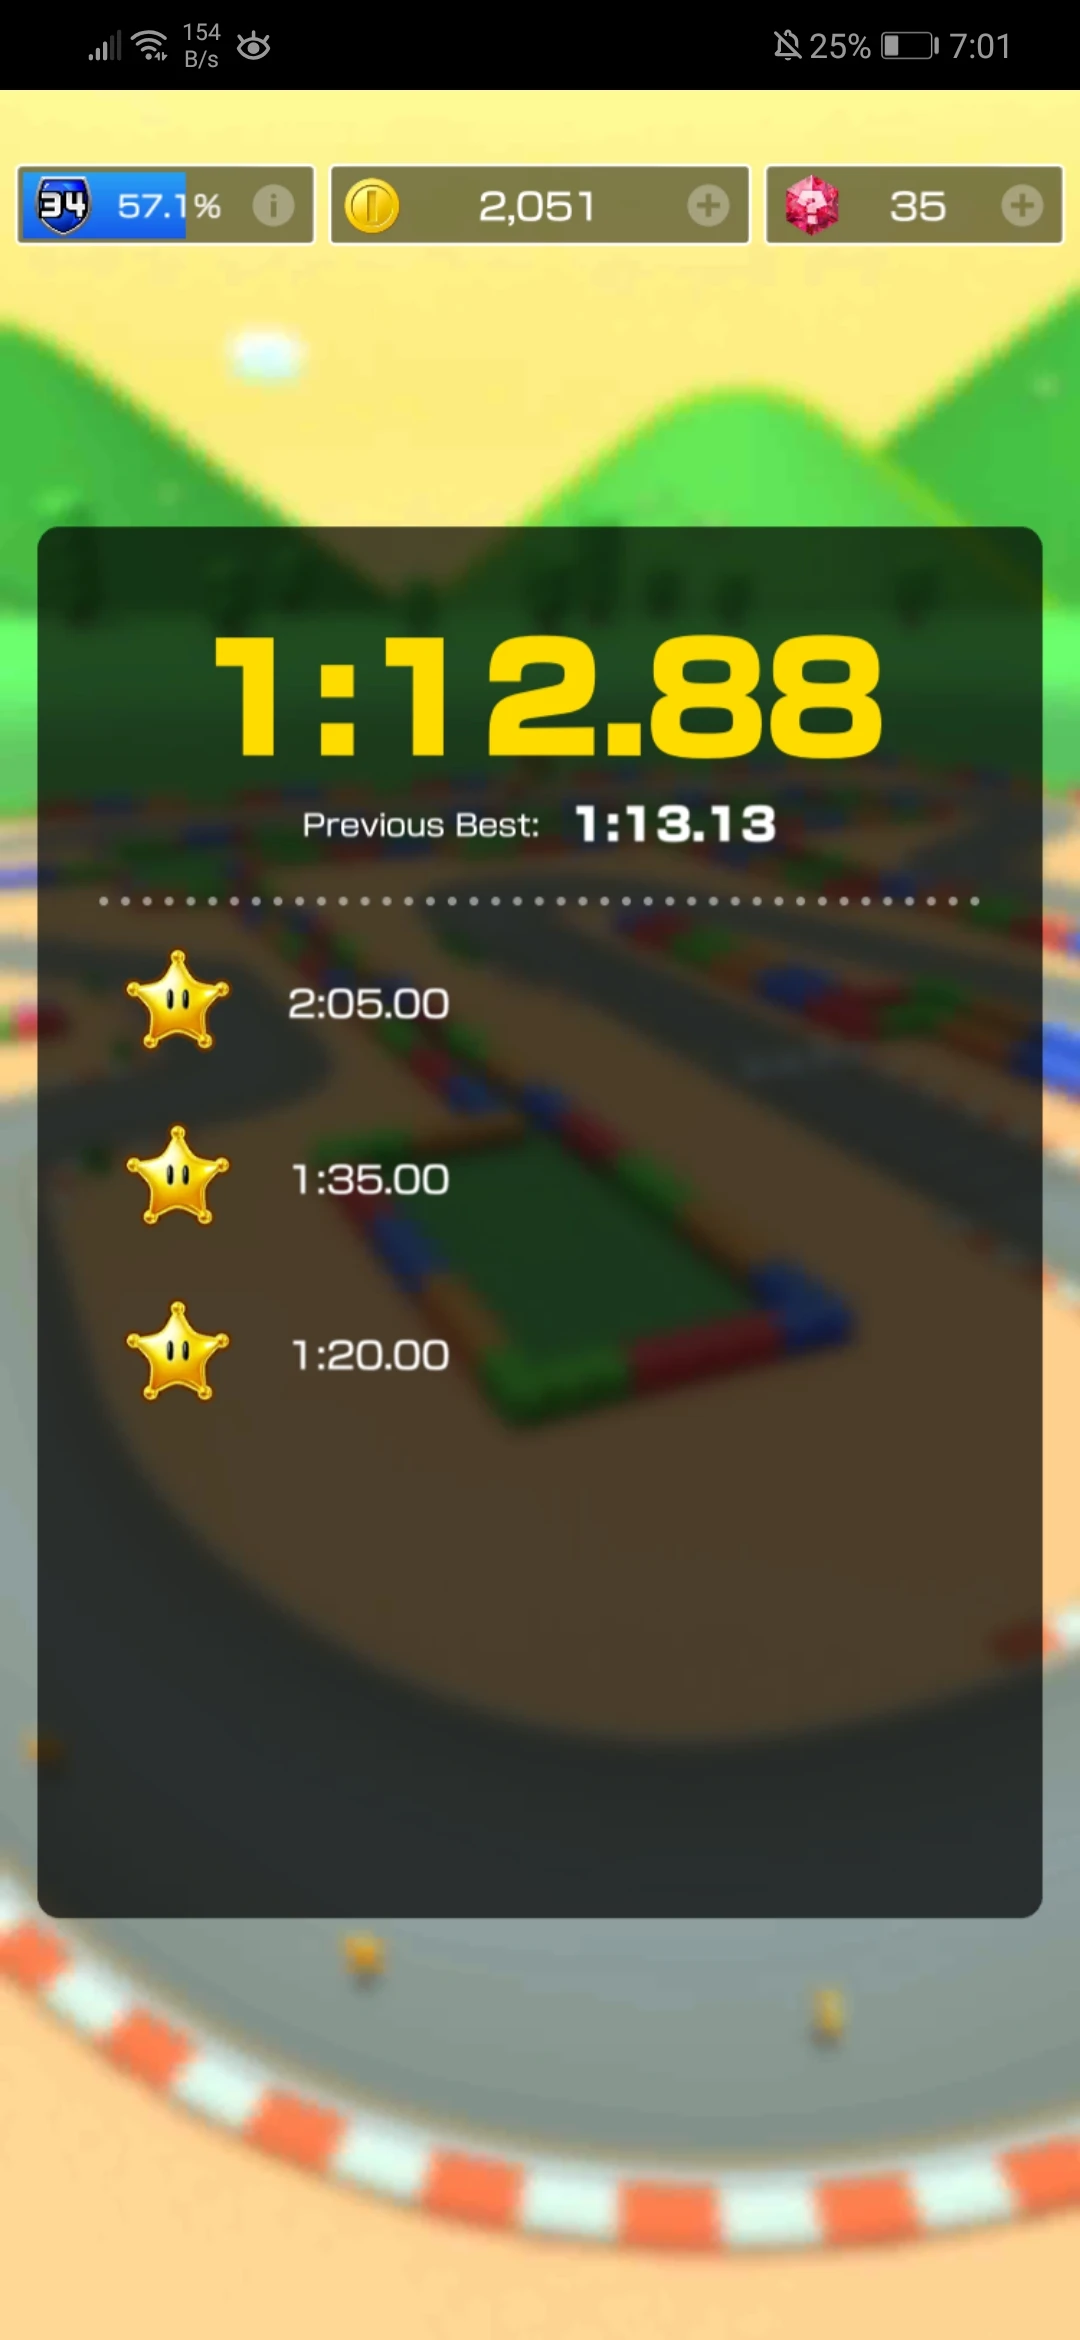 154
B/s
25% 7:01
34 57.1% i 2,051 + ? 35 +
1:12.88
Previous Best: 1:13.13
2:05.00
1:35.00
1:20.00